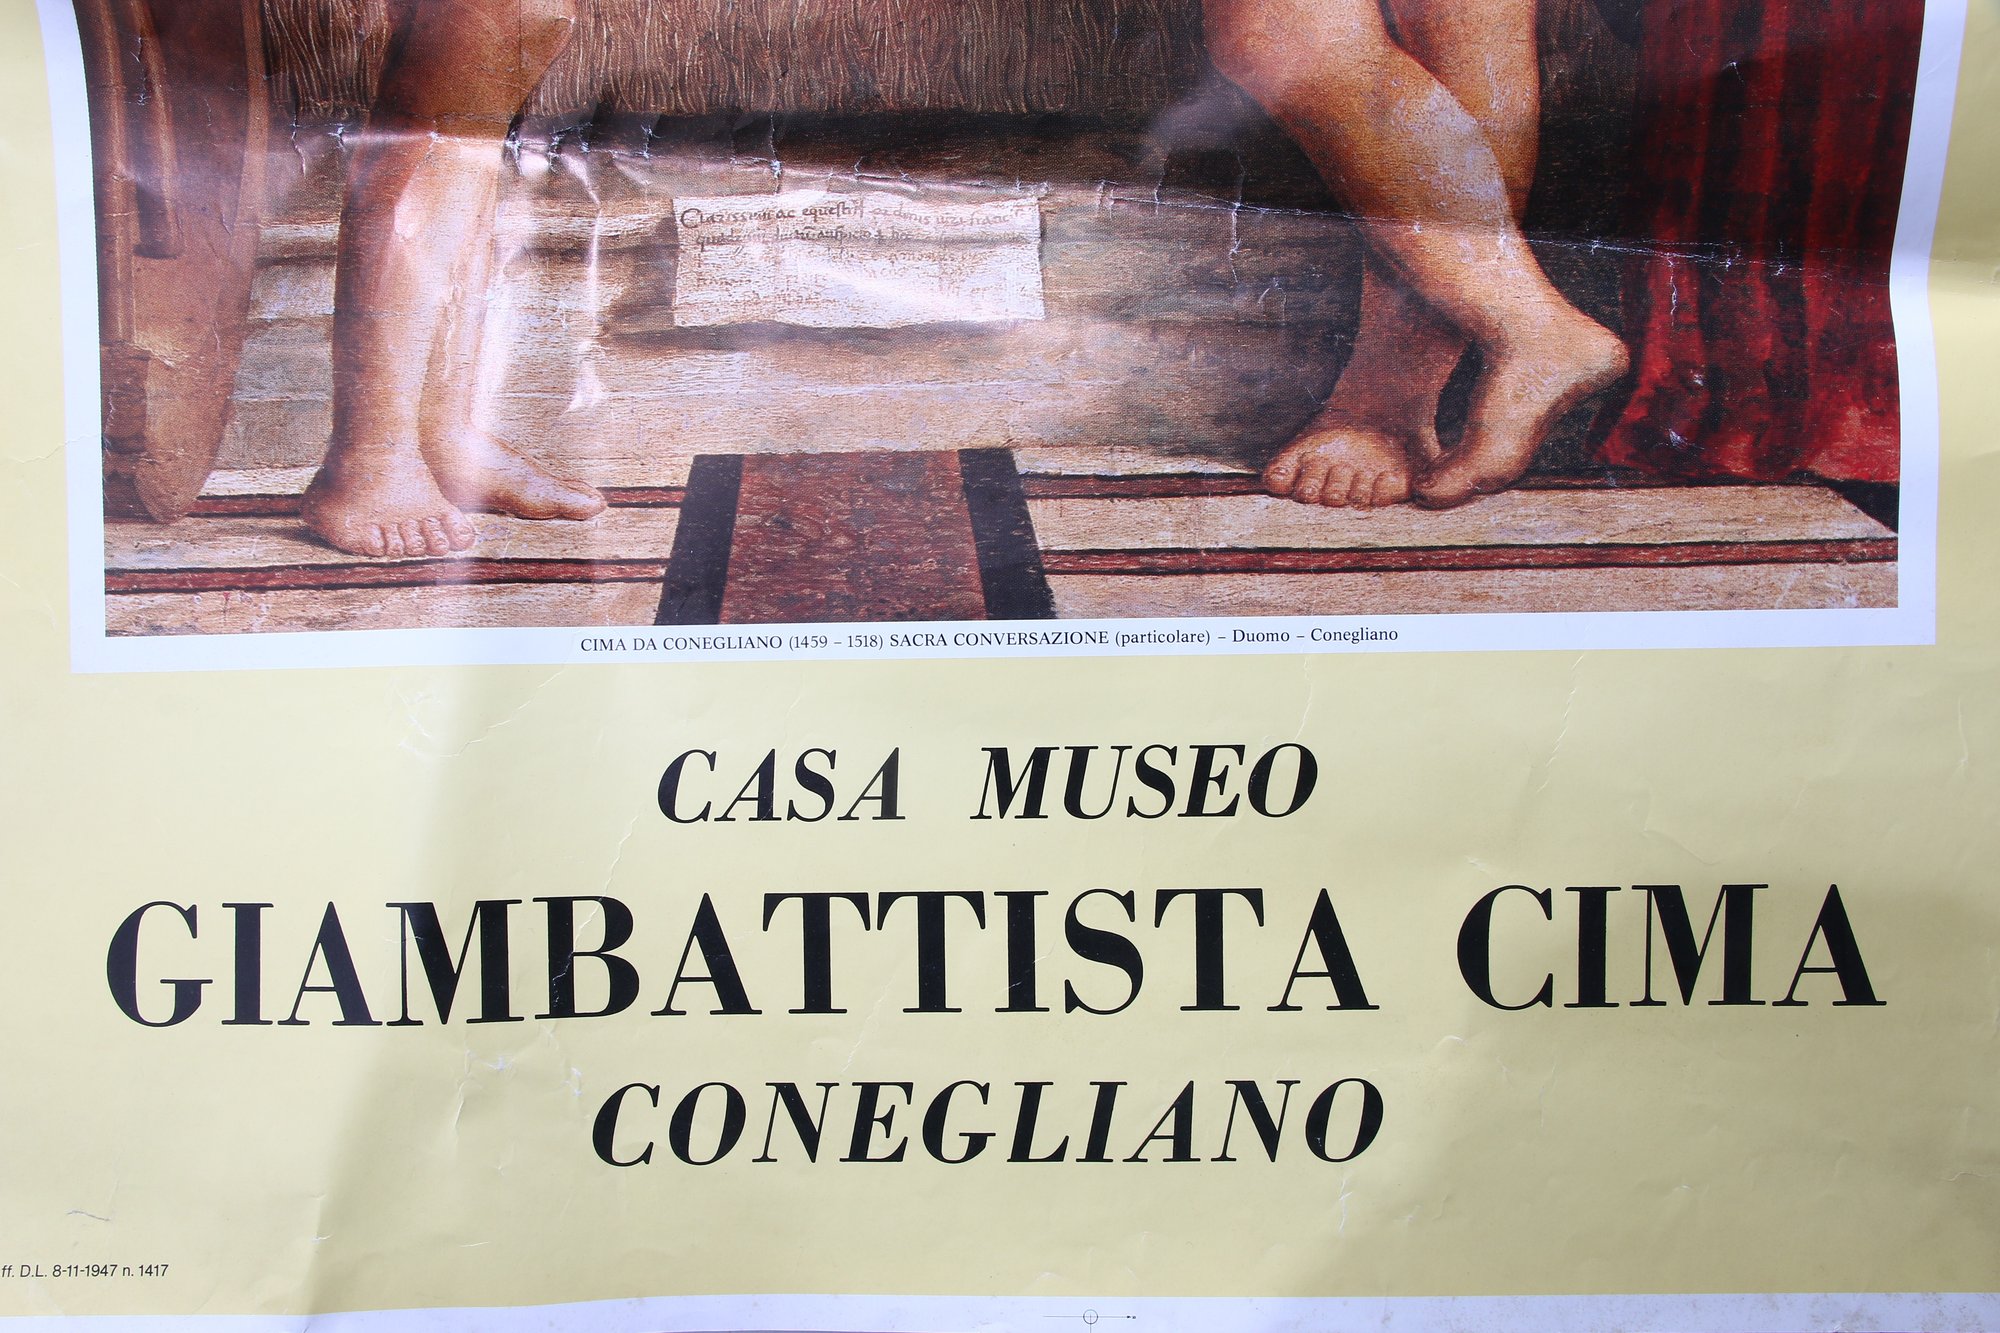 CIMA DA CONEGLIANO (1459 – 1518) SACRA CONVERSAZIONE (particolare) – Duomo – Conegliano
CASA MUSEO
GIAMBATTISTA CIMA
CONEGLIANO
ff. D.L. 8-11-1947 n. 1417